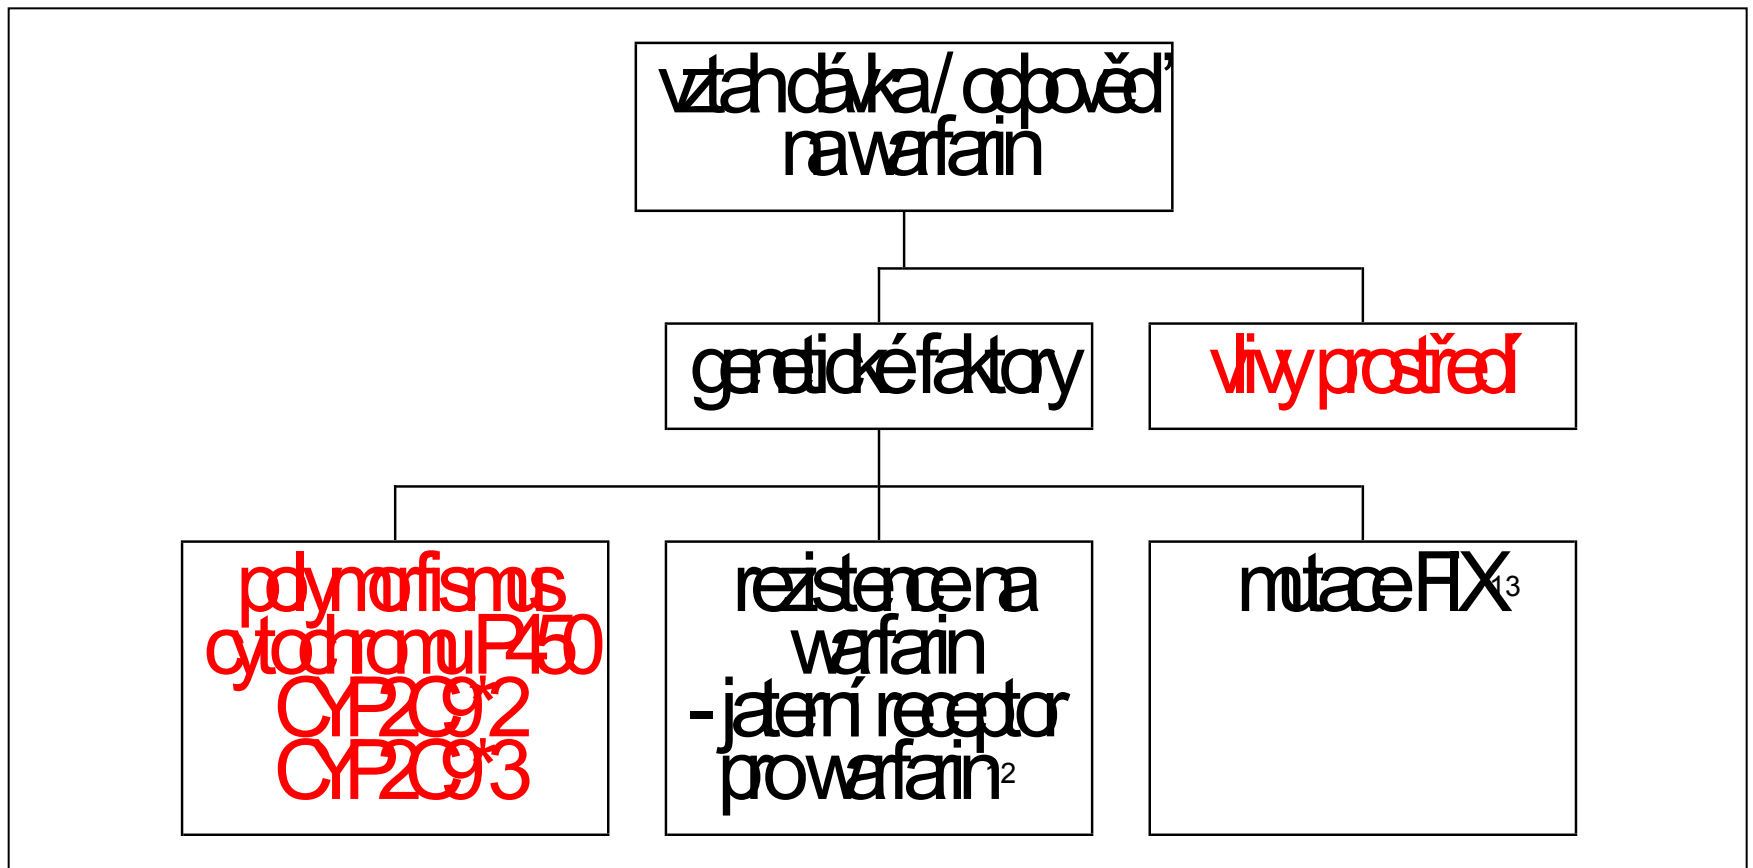 vztah dávka / odpověď
na warfarin
genetické faktory
vlivy prostředí
polymorfismus
cytochromu P450
CYP2C9*2
CYP2C9*3
rezistence na
warfarin
- jaterní receptor
pro warfarin12
mutace FIX13